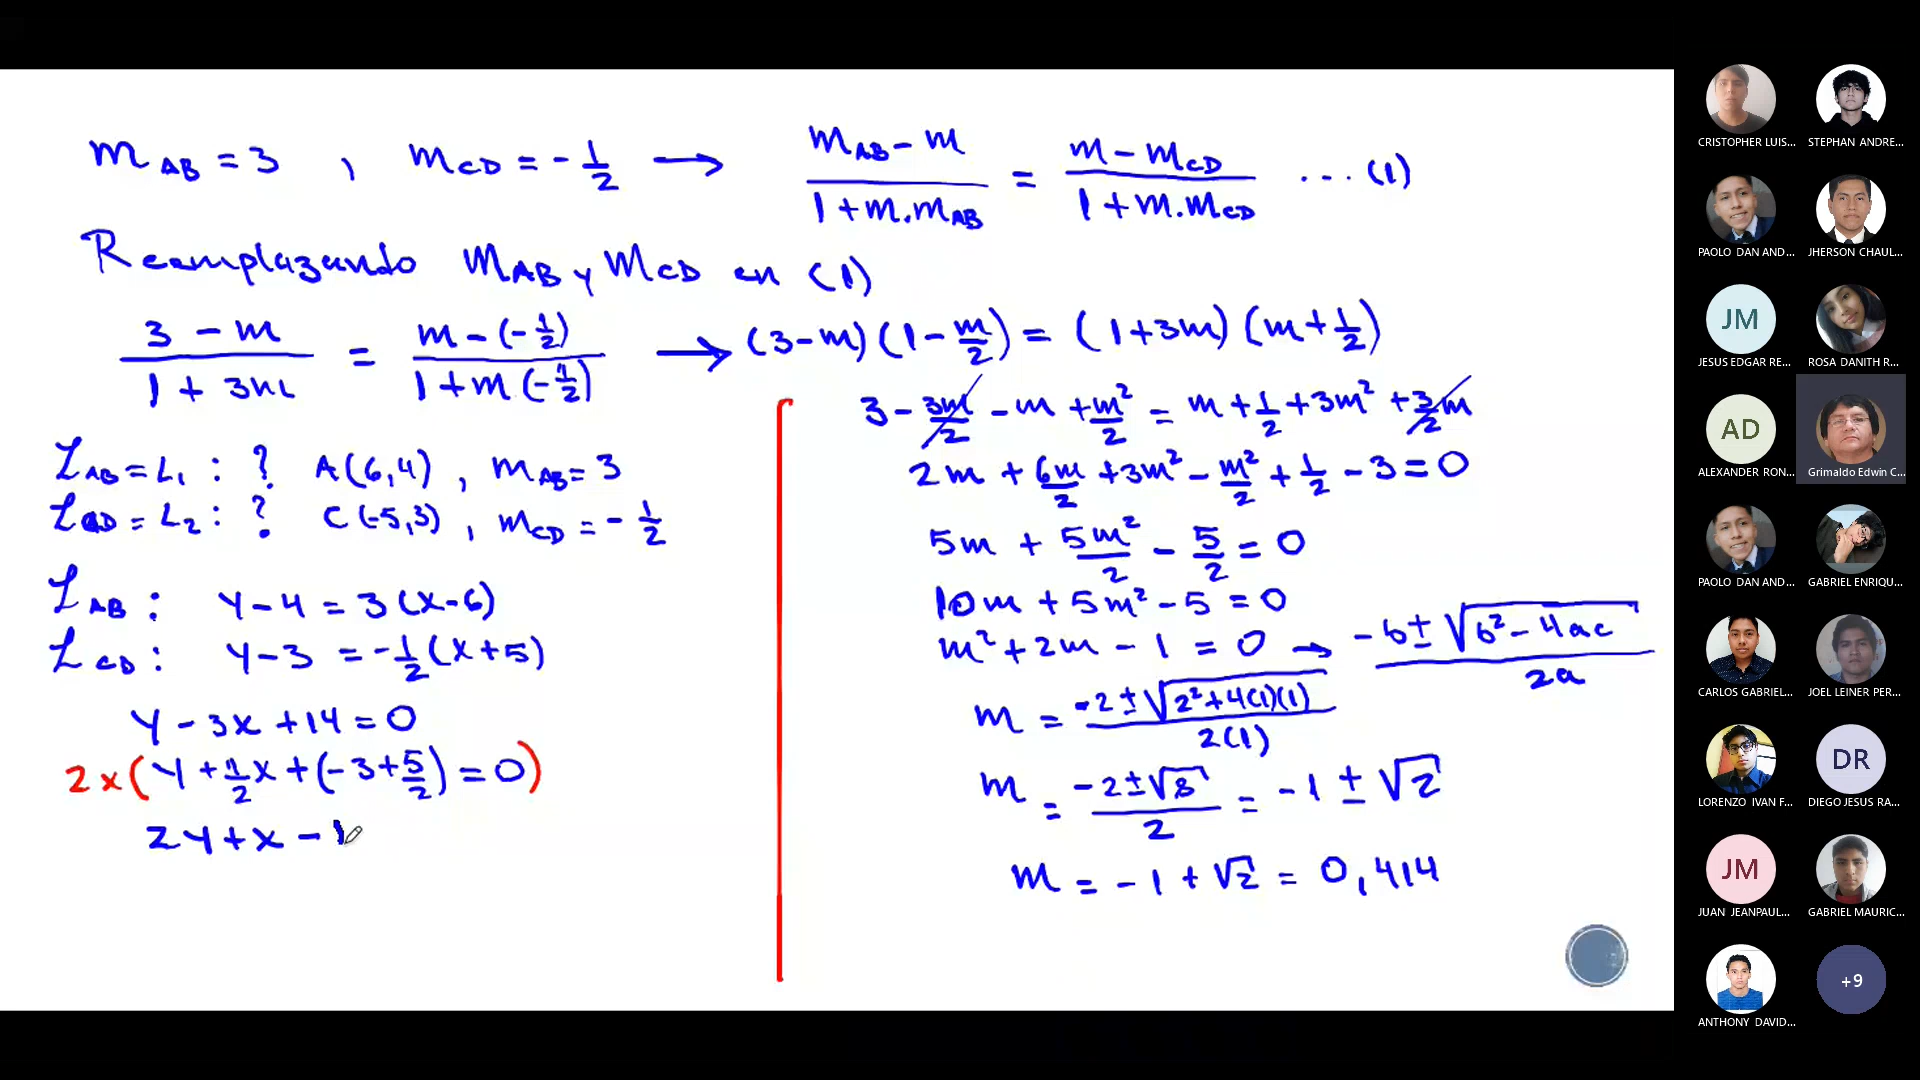 m_AB = 3 , m_CD = -1/2 → (m_AB - m)/(1 + m.m_AB) = (m - m_CD)/(1 + m.m_CD) ... (1)
Reemplazando m_AB y m_CD en (1)
(3 - m)/(1 + 3m) = (m - (-1/2))/(1 + m(-1/2)) → (3-m)(1 - m/2) = (1+3m)(m + 1/2)
L_AB = L_1 : ? A(6,4) , m_AB = 3
L_CD = L_2 : ? C(-5,3) , m_CD = -1/2
L_AB : y - 4 = 3(x-6)
L_CD : y - 3 = -1/2(x+5)
y - 3x + 14 = 0
2x(y + 1/2x + (-3 + 5/2) = 0)
2y + x -
3 - 3m/2 - m + m²/2 = m + 1/2 + 3m² + 3/2m
2m + 6m/2 + 3m² - m²/2 + 1/2 - 3 = 0
5m + 5m²/2 - 5/2 = 0
10m + 5m² - 5 = 0
m² + 2m - 1 = 0 → (-b ± √(b² - 4ac))/2a
m = (-2 ± √(2² + 4(1)(1)))/2(1)
m = (-2 ± √8)/2 = -1 ± √2
m = -1 + √2 = 0,414
CRISTOPHER LUIS...
STEPHAN ANDRE...
PAOLO DAN AND...
JHERSON CHAUL...
JM
JESUS EDGAR RE...
ROSA DANITH R...
AD
ALEXANDER RON...
Grimaldo Edwin C...
PAOLO DAN AND...
GABRIEL ENRIQU...
CARLOS GABRIEL...
JOEL LEINER PER...
LORENZO IVAN F...
DR
DIEGO JESUS RA...
JM
JUAN JEANPAUL...
GABRIEL MAURIC...
ANTHONY DAVID...
+9